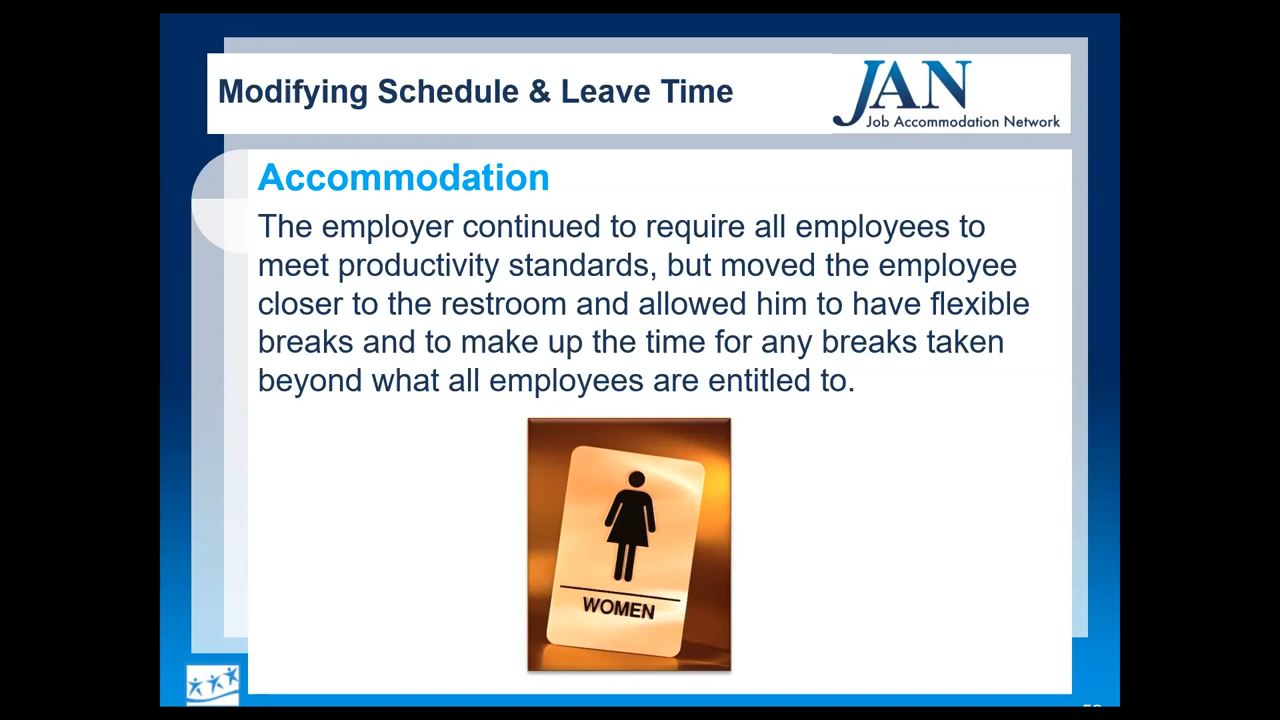 Modifying Schedule & Leave Time
JAN
Job Accommodation Network
Accommodation
The employer continued to require all employees to
meet productivity standards, but moved the employee
closer to the restroom and allowed him to have flexible
breaks and to make up the time for any breaks taken
beyond what all employees are entitled to.
WOMEN